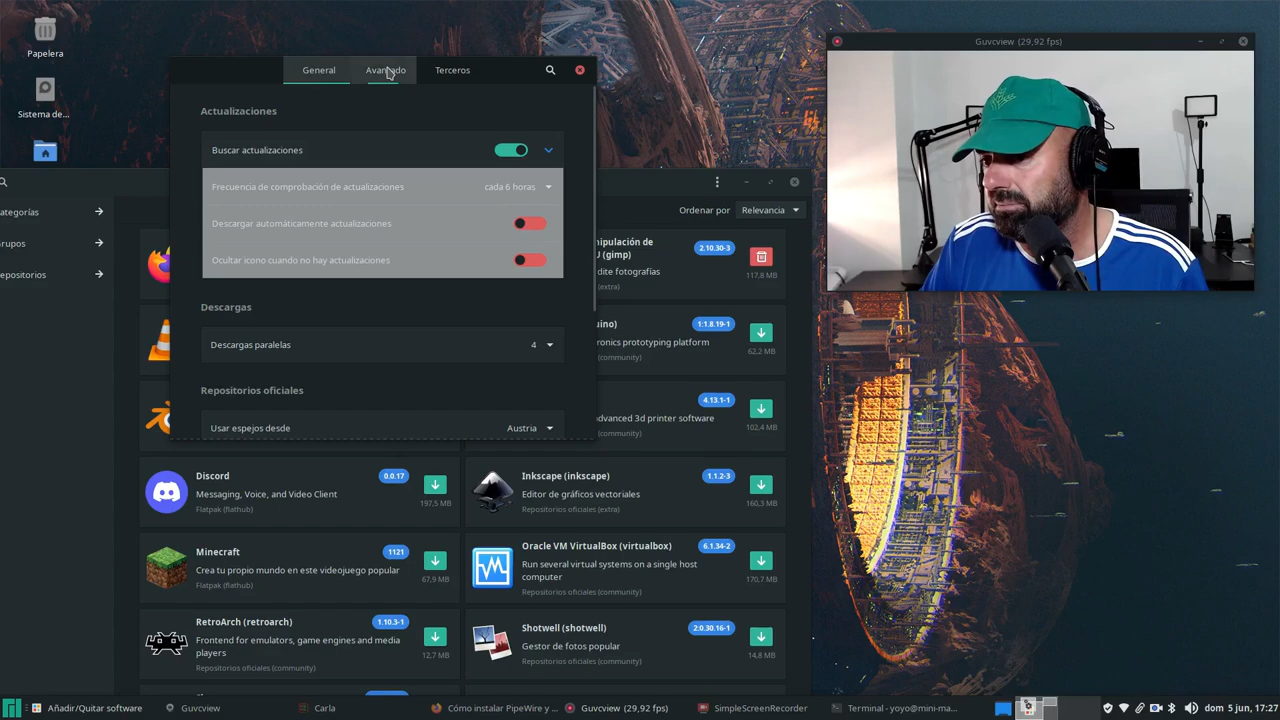 Papelera
Sistema de...
General
Avanzado
Terceros
Actualizaciones
Buscar actualizaciones
Frecuencia de comprobación de actualizaciones
cada 6 horas
Descargar automáticamente actualizaciones
Ocultar icono cuando no hay actualizaciones
Descargas
Descargas paralelas
4
Repositorios oficiales
Usar espejos desde
Austria
Guvcview (29,92 fps)
ategorías
rupos
epositorios
Ordenar por
Relevancia
nipulación de
U (gimp)
2.10.30-3
dite fotografías
(extra)
117,8 MB
uino)
1:1.8.19-1
ronics prototyping platform
(community)
62,2 MB
4.13.1-1
advanced 3d printer software
(community)
102,4 MB
Discord
0.0.17
Messaging, Voice, and Video Client
Flatpak (flathub)
197,5 MB
Inkscape (inkscape)
1.1.2-3
Editor de gráficos vectoriales
Repositorios oficiales (extra)
160,3 MB
Minecraft
1121
Crea tu propio mundo en este videojuego popular
Flatpak (flathub)
67,9 MB
Oracle VM VirtualBox (virtualbox)
6.1.34-2
Run several virtual systems on a single host
computer
Repositorios oficiales (community)
170,7 MB
RetroArch (retroarch)
1.10.3-1
Frontend for emulators, game engines and media
players
Repositorios oficiales (community)
12,7 MB
Shotwell (shotwell)
2:0.30.16-1
Gestor de fotos popular
Repositorios oficiales (community)
14,8 MB
Añadir/Quitar software
Guvcview
Carla
Cómo instalar PipeWire y ...
Guvcview (29,92 fps)
SimpleScreenRecorder
Terminal - yoyo@mini-ma...
dom 5 jun, 17:27